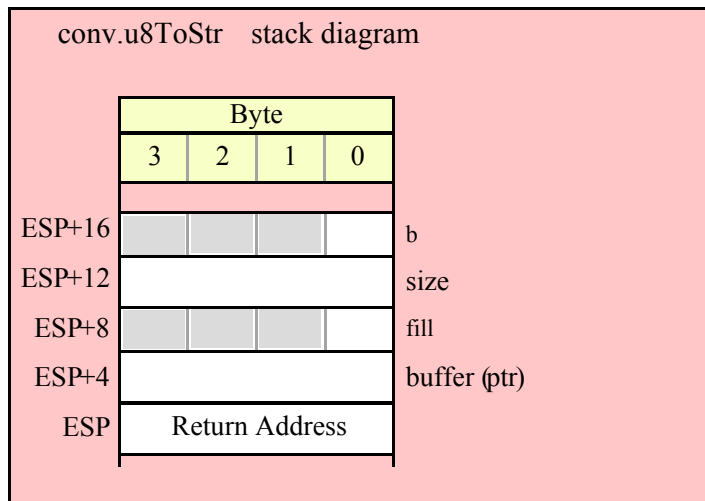 conv.u8ToStr stack diagram
Byte
3 2 1 0
ESP+16 b
ESP+12 size
ESP+8 fill
ESP+4 buffer (ptr)
ESP Return Address